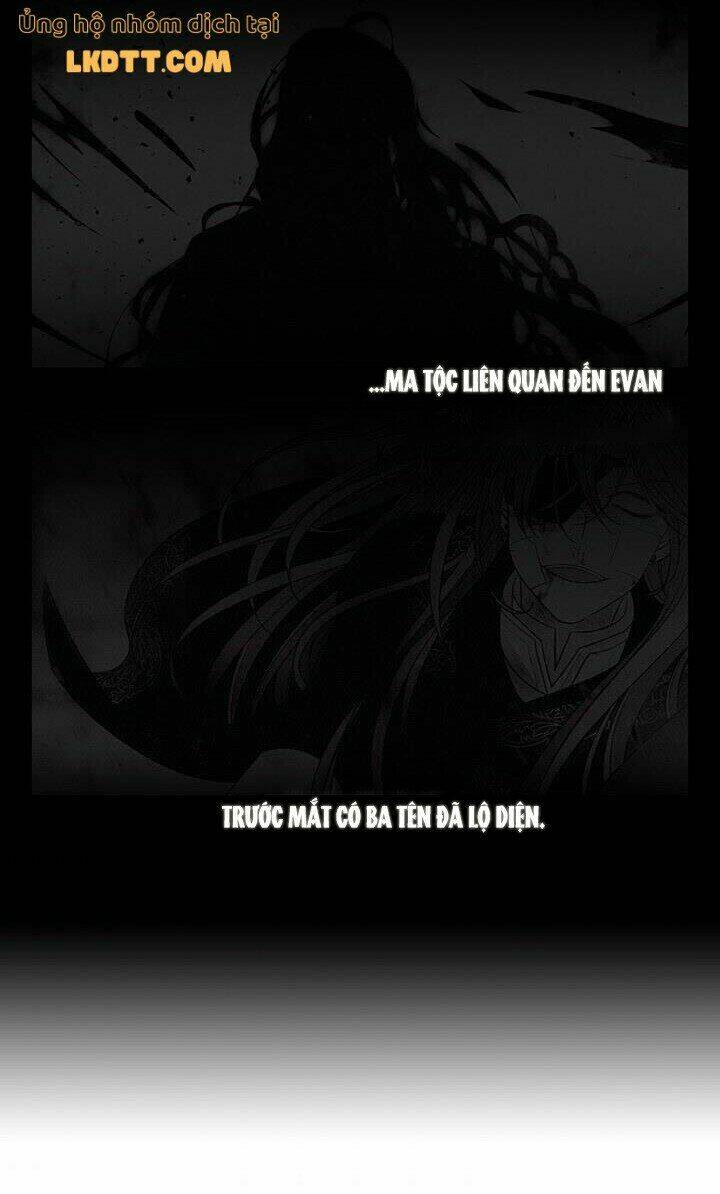 Ủng hộ nhóm dịch tại
LKDTT.COM
...MA TỘC LIÊN QUAN ĐẾN EVAN
TRƯỚC MẮT CÓ BA TÊN ĐÃ LỘ DIỆN.